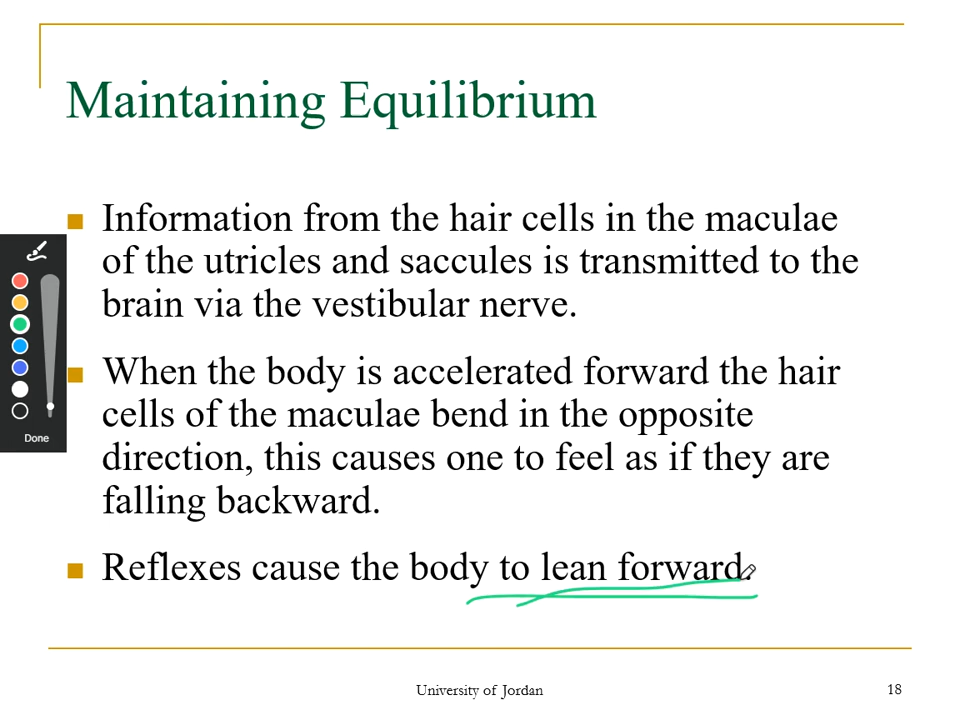 Maintaining Equilibrium
Information from the hair cells in the maculae
of the utricles and saccules is transmitted to the
brain via the vestibular nerve.
When the body is accelerated forward the hair
cells of the maculae bend in the opposite
direction, this causes one to feel as if they are
falling backward.
Reflexes cause the body to lean forward.
Done
University of Jordan
18